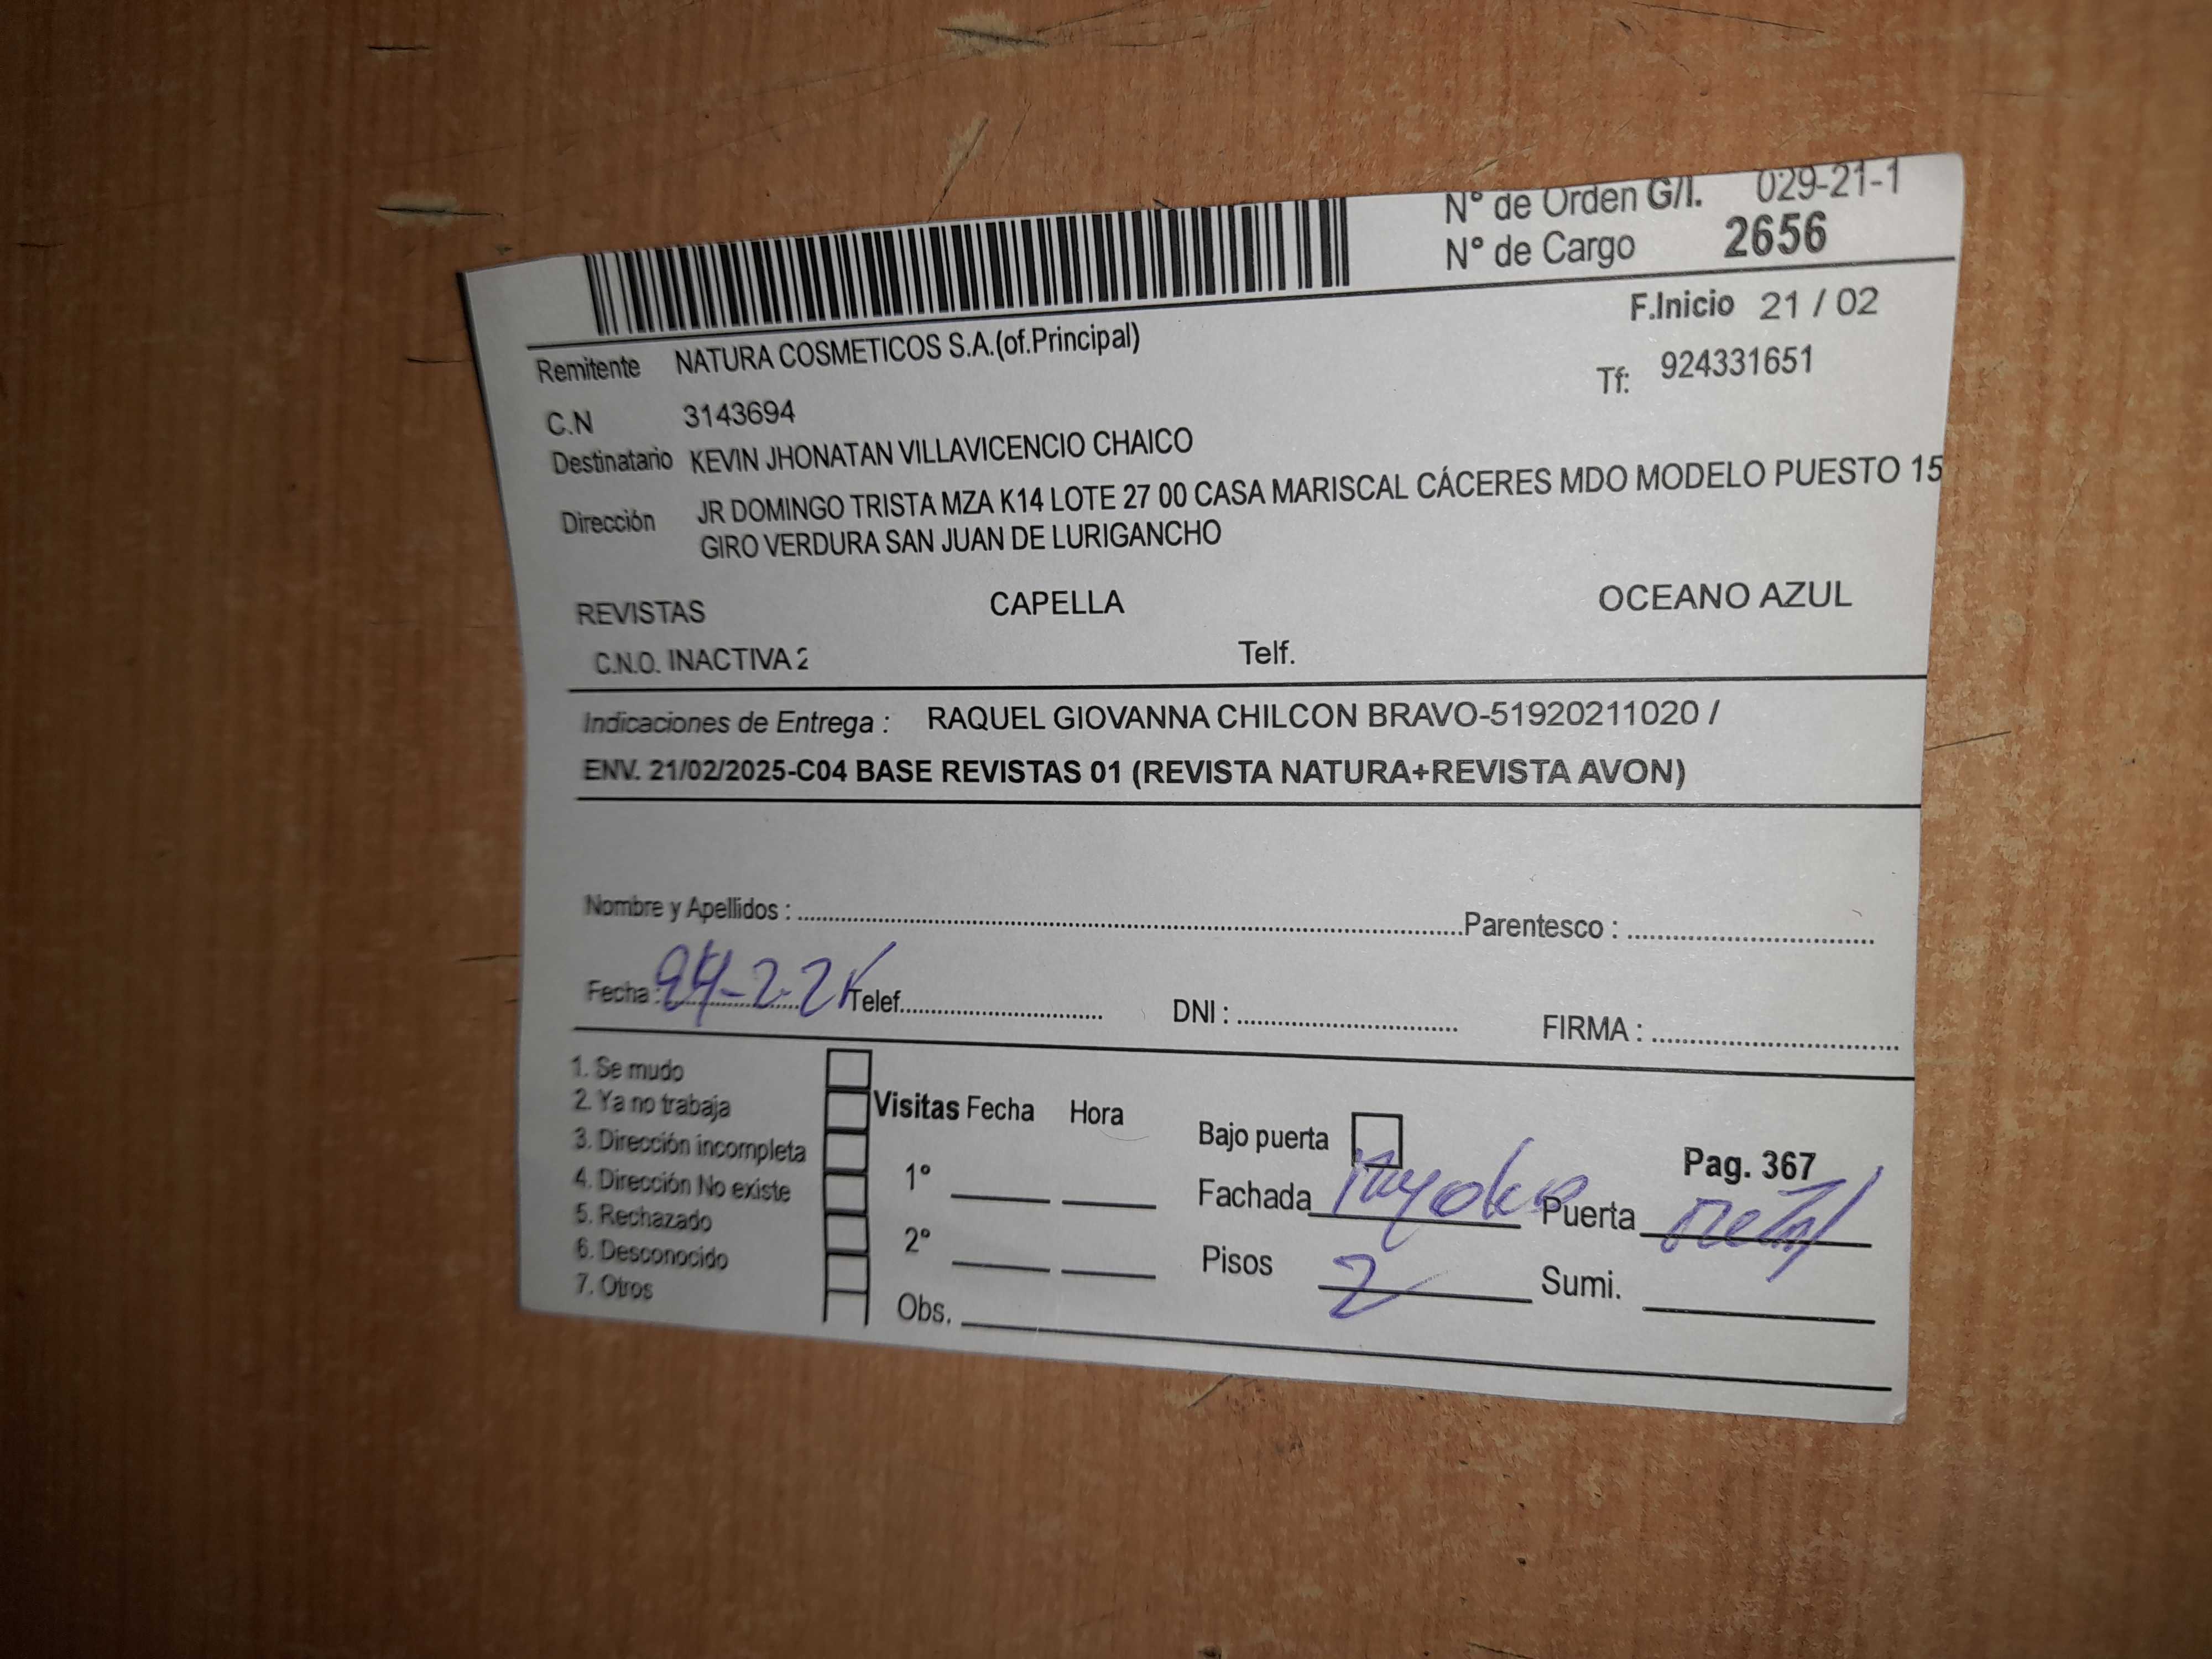 N° de Orden G/I. 029-21-1
N° de Cargo 2656
F.Inicio 21 / 02
Remitente NATURA COSMETICOS S.A.(of.Principal)
Tf: 924331651
C.N 3143694
Destinatario KEVIN JHONATAN VILLAVICENCIO CHAICO
Dirección JR DOMINGO TRISTA MZA K14 LOTE 27 00 CASA MARISCAL CÁCERES MDO MODELO PUESTO 15
GIRO VERDURA SAN JUAN DE LURIGANCHO
REVISTAS CAPELLA OCEANO AZUL
C.N.O. INACTIVA 2 Telf.
Indicaciones de Entrega : RAQUEL GIOVANNA CHILCON BRAVO-51920211020 /
ENV. 21/02/2025-C04 BASE REVISTAS 01 (REVISTA NATURA+REVISTA AVON)
Nombre y Apellidos : Parentesco :
Fecha : Telef. DNI : FIRMA :
1. Se mudo
2. Ya no trabaja
3. Dirección incompleta
4. Dirección No existe
5. Rechazado
6. Desconocido
7. Otros
Visitas Fecha Hora
1°
2°
Obs.
Bajo puerta Pag. 367
Fachada Puerta metal
Pisos 2 Sumi.